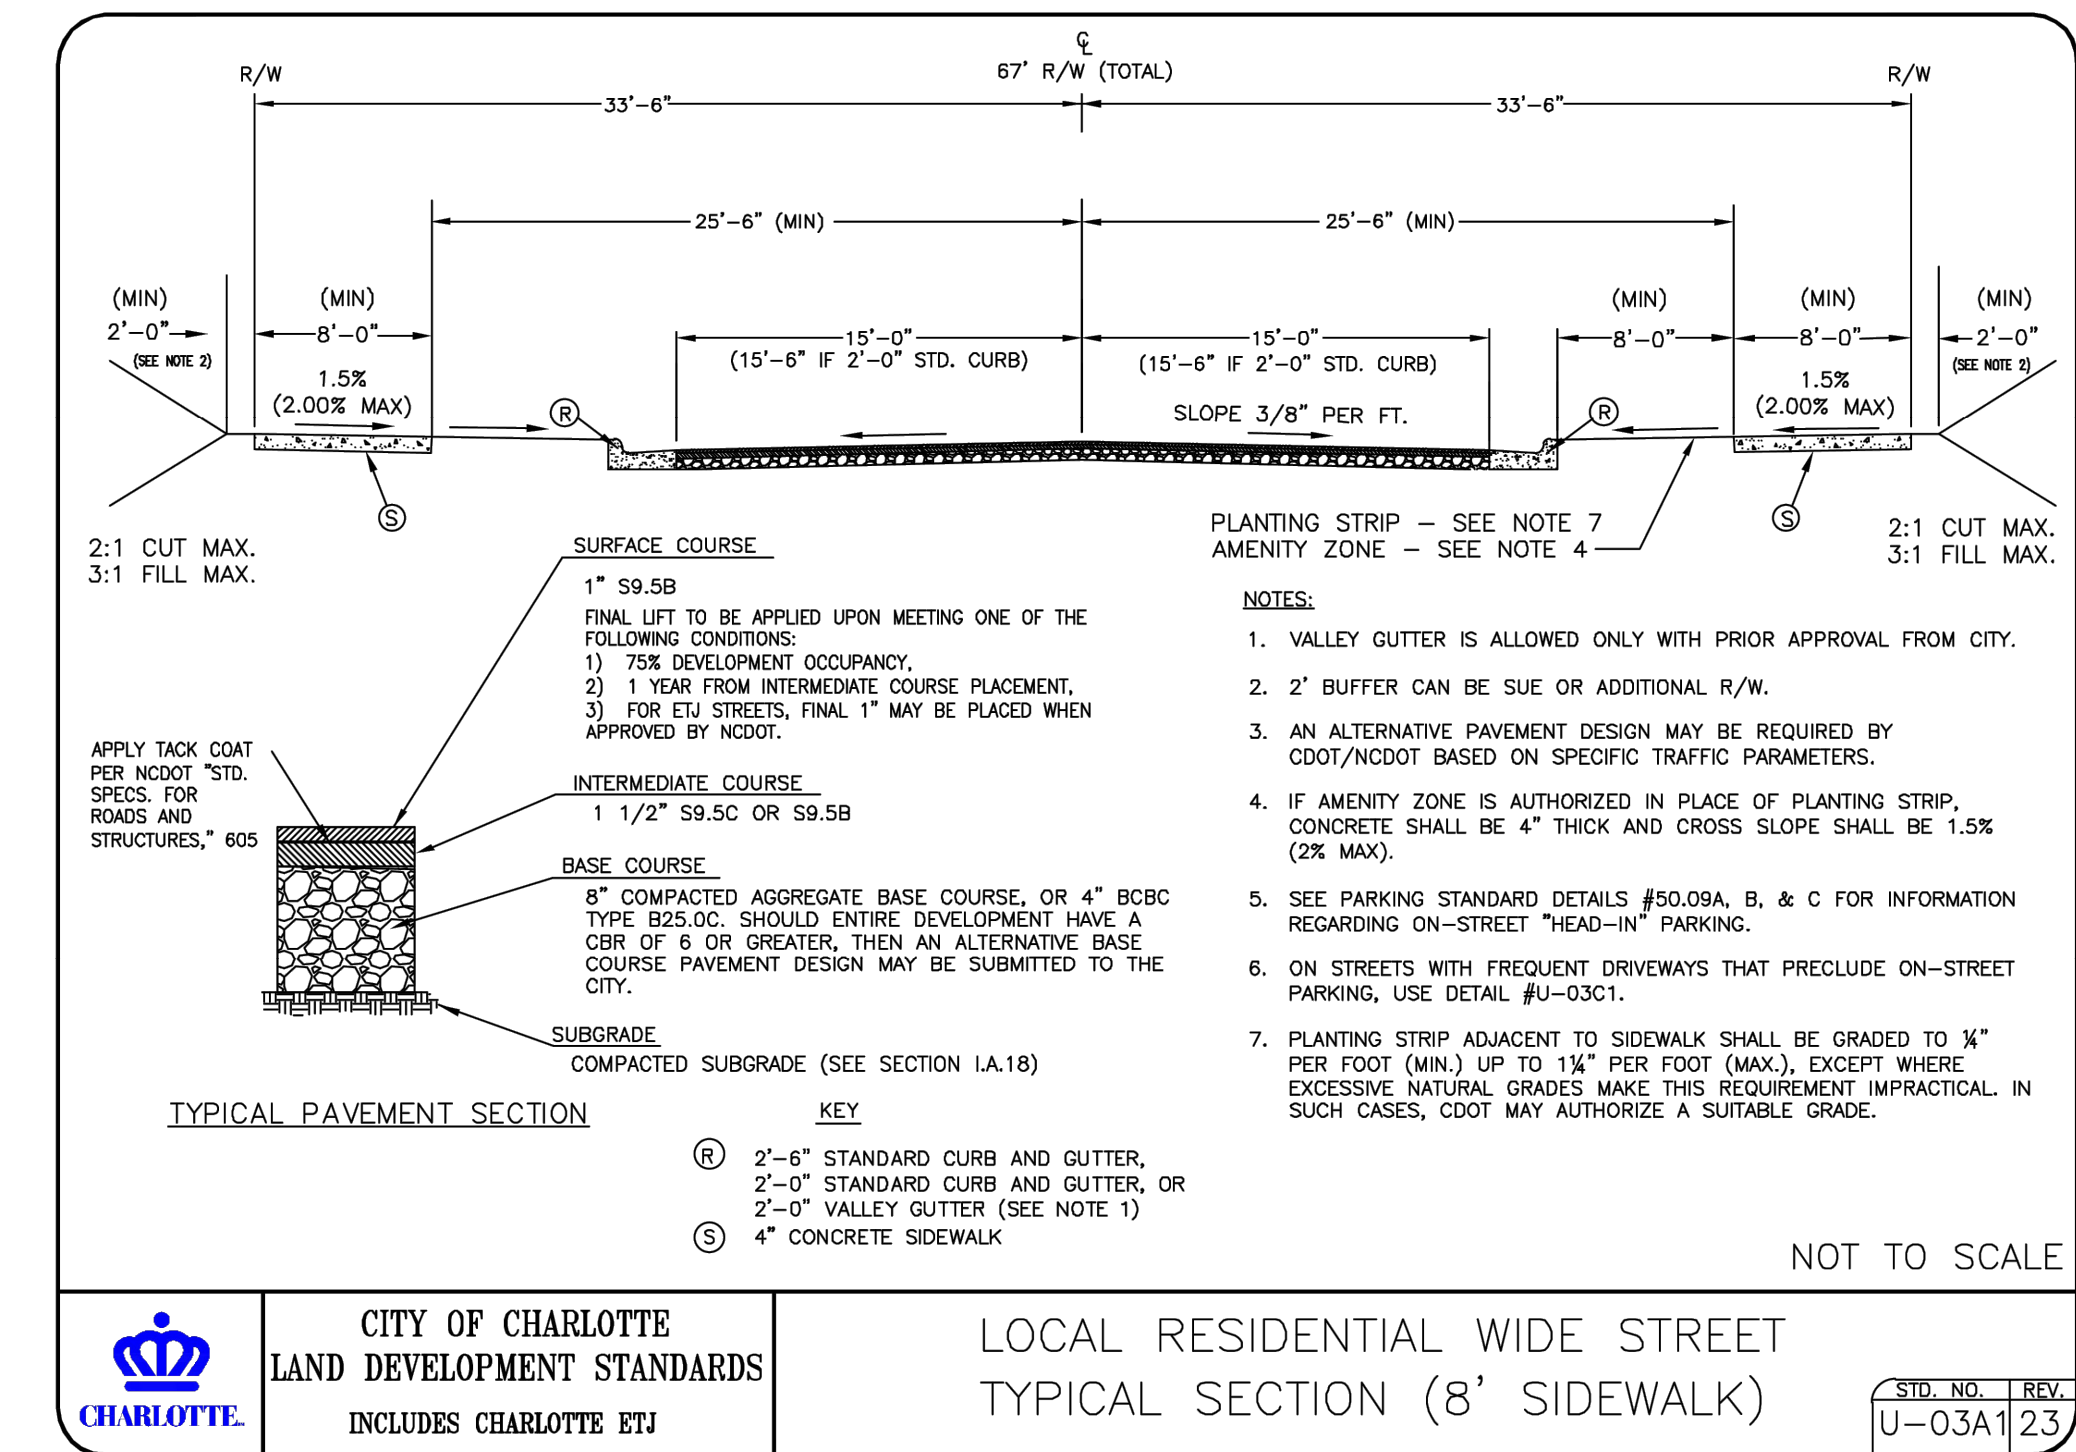 ℄
67' R/W (TOTAL)
R/W
R/W
33'-6"
33'-6"
25'-6" (MIN)
25'-6" (MIN)
(MIN)
2'-0"
(SEE NOTE 2)
(MIN)
8'-0"
1.5%
(2.00% MAX)
15'-0"
(15'-6" IF 2'-0" STD. CURB)
15'-0"
(15'-6" IF 2'-0" STD. CURB)
SLOPE 3/8" PER FT.
(MIN)
8'-0"
(MIN)
8'-0"
1.5%
(2.00% MAX)
(MIN)
2'-0"
(SEE NOTE 2)
R
R
S
S
2:1 CUT MAX.
3:1 FILL MAX.
PLANTING STRIP – SEE NOTE 7
AMENITY ZONE – SEE NOTE 4
2:1 CUT MAX.
3:1 FILL MAX.
SURFACE COURSE
1" S9.5B
FINAL LIFT TO BE APPLIED UPON MEETING ONE OF THE
FOLLOWING CONDITIONS:
1) 75% DEVELOPMENT OCCUPANCY,
2) 1 YEAR FROM INTERMEDIATE COURSE PLACEMENT,
3) FOR ETJ STREETS, FINAL 1" MAY BE PLACED WHEN
APPROVED BY NCDOT.
APPLY TACK COAT
PER NCDOT "STD.
SPECS. FOR
ROADS AND
STRUCTURES," 605
INTERMEDIATE COURSE
1 1/2" S9.5C OR S9.5B
BASE COURSE
8" COMPACTED AGGREGATE BASE COURSE, OR 4" BCBC
TYPE B25.0C. SHOULD ENTIRE DEVELOPMENT HAVE A
CBR OF 6 OR GREATER, THEN AN ALTERNATIVE BASE
COURSE PAVEMENT DESIGN MAY BE SUBMITTED TO THE
CITY.
SUBGRADE
COMPACTED SUBGRADE (SEE SECTION I.A.18)
TYPICAL PAVEMENT SECTION
KEY
R 2'-6" STANDARD CURB AND GUTTER,
2'-0" STANDARD CURB AND GUTTER, OR
2'-0" VALLEY GUTTER (SEE NOTE 1)
S 4" CONCRETE SIDEWALK
NOTES:
1. VALLEY GUTTER IS ALLOWED ONLY WITH PRIOR APPROVAL FROM CITY.
2. 2' BUFFER CAN BE SUE OR ADDITIONAL R/W.
3. AN ALTERNATIVE PAVEMENT DESIGN MAY BE REQUIRED BY
CDOT/NCDOT BASED ON SPECIFIC TRAFFIC PARAMETERS.
4. IF AMENITY ZONE IS AUTHORIZED IN PLACE OF PLANTING STRIP,
CONCRETE SHALL BE 4" THICK AND CROSS SLOPE SHALL BE 1.5%
(2% MAX).
5. SEE PARKING STANDARD DETAILS #50.09A, B, & C FOR INFORMATION
REGARDING ON-STREET "HEAD-IN" PARKING.
6. ON STREETS WITH FREQUENT DRIVEWAYS THAT PRECLUDE ON-STREET
PARKING, USE DETAIL #U-03C1.
7. PLANTING STRIP ADJACENT TO SIDEWALK SHALL BE GRADED TO ¼"
PER FOOT (MIN.) UP TO 1¼" PER FOOT (MAX.), EXCEPT WHERE
EXCESSIVE NATURAL GRADES MAKE THIS REQUIREMENT IMPRACTICAL. IN
SUCH CASES, CDOT MAY AUTHORIZE A SUITABLE GRADE.
NOT TO SCALE
CHARLOTTE
CITY OF CHARLOTTE
LAND DEVELOPMENT STANDARDS
INCLUDES CHARLOTTE ETJ
LOCAL RESIDENTIAL WIDE STREET
TYPICAL SECTION (8' SIDEWALK)
STD. NO. REV.
U-03A1 23